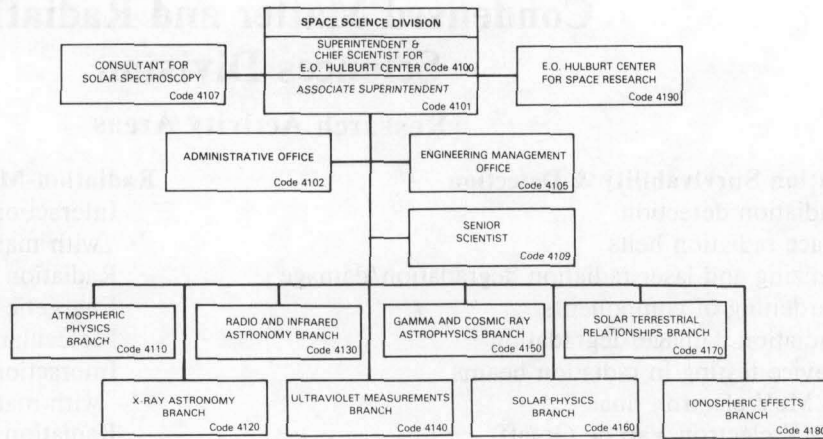 SPACE SCIENCE DIVISION
SUPERINTENDENT &
CHIEF SCIENTIST FOR
E.O. HULBURT CENTER Code 4100
ASSOCIATE SUPERINTENDENT
Code 4101
CONSULTANT FOR
SOLAR SPECTROSCOPY
Code 4107
E.O. HULBURT CENTER
FOR SPACE RESEARCH
Code 4190
ADMINISTRATIVE OFFICE
Code 4102
ENGINEERING MANAGEMENT
OFFICE
Code 4105
SENIOR
SCIENTIST
Code 4109
ATMOSPHERIC
PHYSICS
BRANCH
Code 4110
RADIO AND INFRARED
ASTRONOMY BRANCH
Code 4130
GAMMA AND COSMIC RAY
ASTROPHYSICS BRANCH
Code 4150
SOLAR-TERRESTRIAL
RELATIONSHIPS BRANCH
Code 4170
X-RAY ASTRONOMY
BRANCH
Code 4120
ULTRAVIOLET MEASUREMENTS
BRANCH
Code 4140
SOLAR PHYSICS
BRANCH
Code 4160
IONOSPHERIC EFFECTS
BRANCH
Code 4180